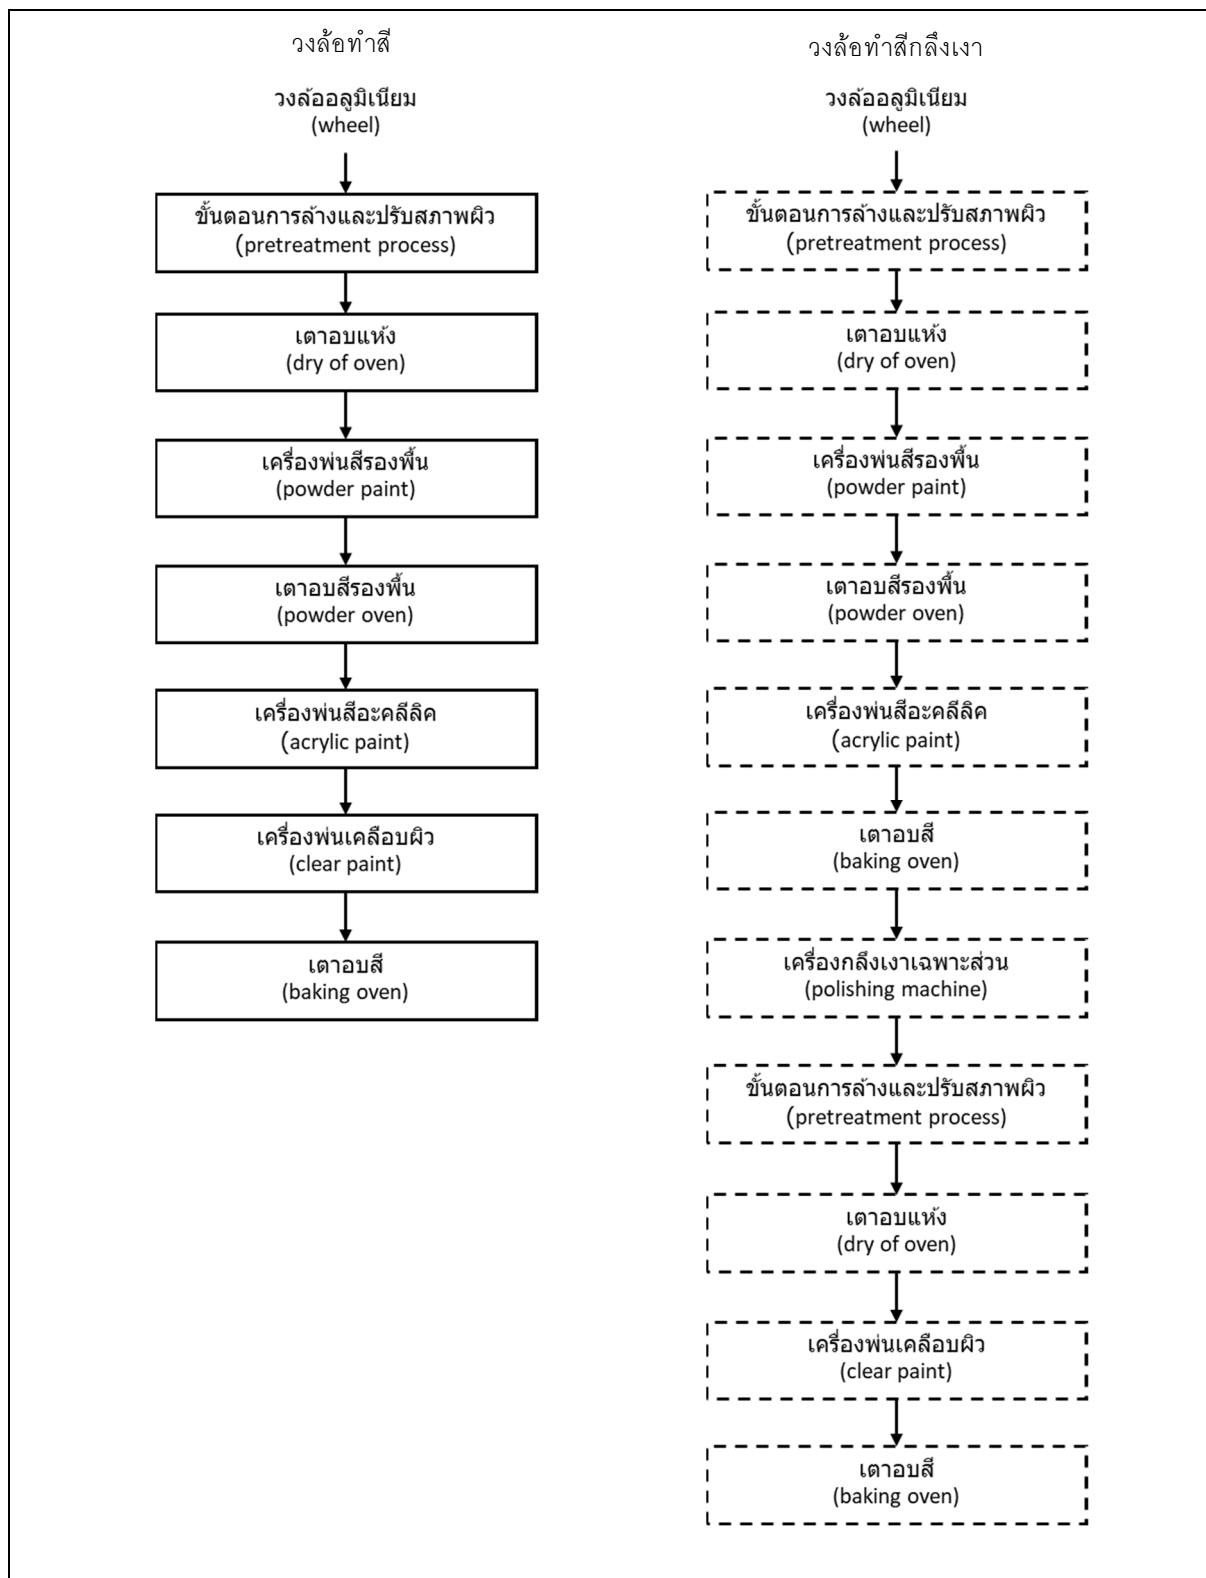 วงล้อทำสี
วงล้ออลูมิเนียม
(wheel)
ขั้นตอนการล้างและปรับสภาพผิว
(pretreatment process)
เตาอบแห้ง
(dry of oven)
เครื่องพ่นสีรองพื้น
(powder paint)
เตาอบสีรองพื้น
(powder oven)
เครื่องพ่นสีอะคลีลิค
(acrylic paint)
เครื่องพ่นเคลือบผิว
(clear paint)
เตาอบสี
(baking oven)
วงล้อทำสีกลึงเงา
วงล้ออลูมิเนียม
(wheel)
ขั้นตอนการล้างและปรับสภาพผิว
(pretreatment process)
เตาอบแห้ง
(dry of oven)
เครื่องพ่นสีรองพื้น
(powder paint)
เตาอบสีรองพื้น
(powder oven)
เครื่องพ่นสีอะคลีลิค
(acrylic paint)
เตาอบสี
(baking oven)
เครื่องกลึงเงาเฉพาะส่วน
(polishing machine)
ขั้นตอนการล้างและปรับสภาพผิว
(pretreatment process)
เตาอบแห้ง
(dry of oven)
เครื่องพ่นเคลือบผิว
(clear paint)
เตาอบสี
(baking oven)